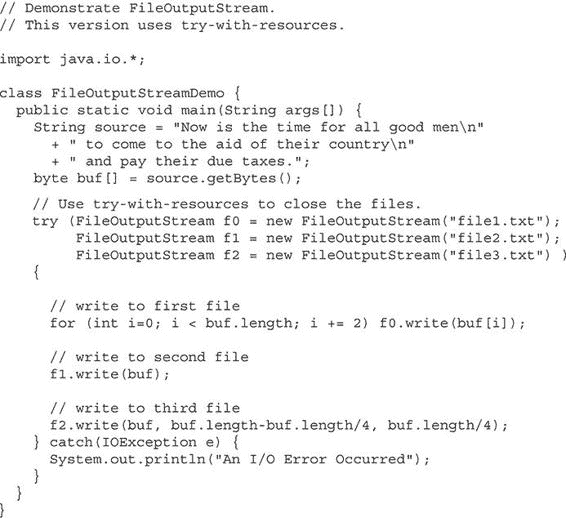 // Demonstrate FileOutputStream.
// This version uses try-with-resources.
import java.io.*;
class FileOutputStreamDemo {
public static void main(String args[]) {
String source = "Now is the time for all good men\n"
+ " to come to the aid of their country\n"
+ " and pay their due taxes.";
byte buf[] = source.getBytes();
// Use try-with-resources to close the files.
try (FileOutputStream f0 = new FileOutputStream("file1.txt");
FileOutputStream f1 = new FileOutputStream("file2.txt");
FileOutputStream f2 = new FileOutputStream("file3.txt") )
{
// write to first file
for (int i=0; i < buf.length; i += 2) f0.write(buf[i]);
// write to second file
f1.write(buf);
// write to third file
f2.write(buf, buf.length-buf.length/4, buf.length/4);
} catch(IOException e) {
System.out.println("An I/O Error Occurred");
}
}
}